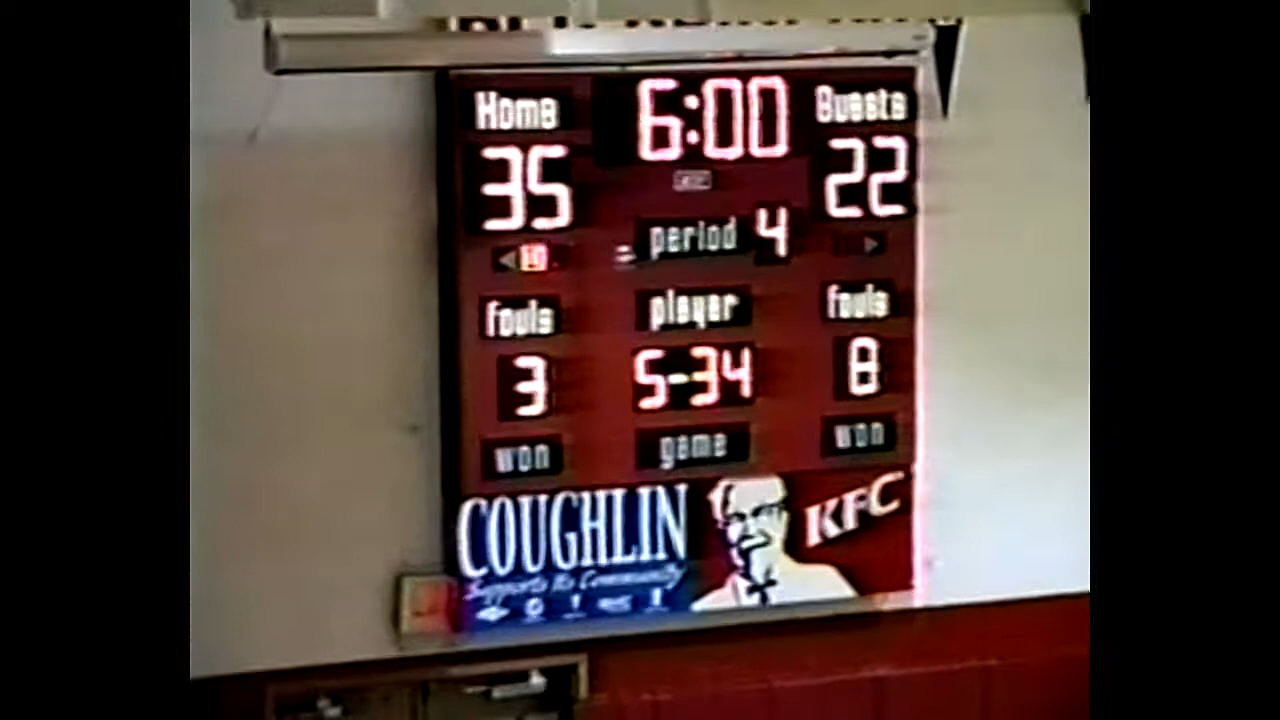 Home 6:00 Guests
35 22
period 4
fouls player fouls
3 5-34 8
won game won
COUGHLIN KFC
Supports Its Community